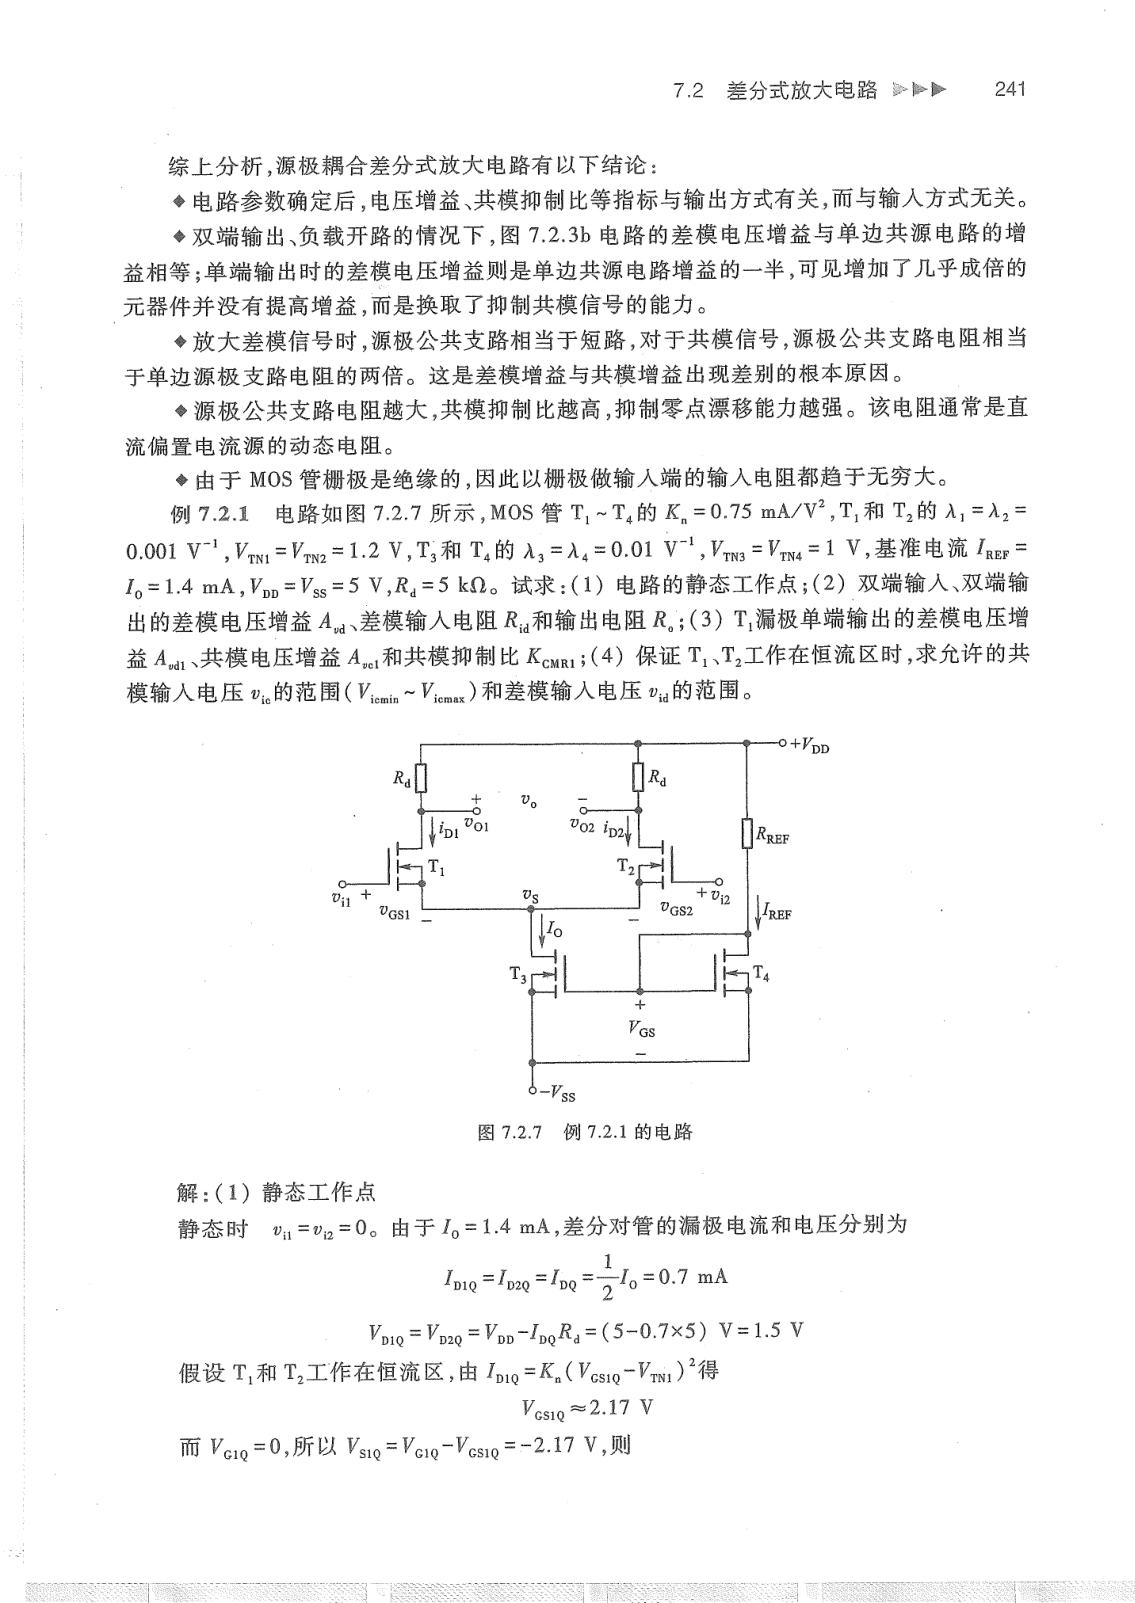 7.2 差分式放大电路 ▶▶▶ 241
综上分析,源极耦合差分式放大电路有以下结论:
◆电路参数确定后,电压增益、共模抑制比等指标与输出方式有关,而与输入方式无关。
◆双端输出、负载开路的情况下,图 7.2.3b 电路的差模电压增益与单边共源电路的增
益相等;单端输出时的差模电压增益则是单边共源电路增益的一半,可见增加了几乎成倍的
元器件并没有提高增益,而是换取了抑制共模信号的能力。
◆放大差模信号时,源极公共支路相当于短路,对于共模信号,源极公共支路电阻相当
于单边源极支路电阻的两倍。这是差模增益与共模增益出现差别的根本原因。
◆源极公共支路电阻越大,共模抑制比越高,抑制零点漂移能力越强。该电阻通常是直
流偏置电流源的动态电阻。
◆由于 MOS 管栅极是绝缘的,因此以栅极做输入端的输入电阻都趋于无穷大。
例 7.2.1 电路如图 7.2.7 所示,MOS 管 T₁~T₄的 Kₙ=0.75 mA/V²,T₁和 T₂的 λ₁=λ₂=
0.001 V⁻¹,V_TN1=V_TN2=1.2 V,T₃和 T₄的 λ₃=λ₄=0.01 V⁻¹,V_TN3=V_TN4=1 V,基准电流 I_REF=
I_O=1.4 mA,V_DD=V_SS=5 V,R_d=5 kΩ。试求:(1) 电路的静态工作点;(2) 双端输入、双端输
出的差模电压增益 A_vd、差模输入电阻 R_id和输出电阻 R_o;(3) T₁漏极单端输出的差模电压增
益 A_vd1、共模电压增益 A_vc1和共模抑制比 K_CMR1;(4) 保证 T₁、T₂工作在恒流区时,求允许的共
模输入电压 v_ic的范围(V_icmin~V_icmax)和差模输入电压 v_id的范围。
+V_DD
R_d
R_d
+ v_o −
i_D1 v_O1
v_O2 i_D2
R_REF
T₁
T₂
v_i1 +
v_GS1 −
v_S
− v_GS2
+ v_i2
I_REF
I_O
T₃
T₄
+
V_GS
−
−V_SS
图 7.2.7 例 7.2.1 的电路
解:(1) 静态工作点
静态时 v_i1=v_i2=0。由于 I_O=1.4 mA,差分对管的漏极电流和电压分别为
I_D1Q=I_D2Q=I_DQ=1/2 I_O=0.7 mA
V_D1Q=V_D2Q=V_DD−I_DQR_d=(5−0.7×5) V=1.5 V
假设 T₁和 T₂工作在恒流区,由 I_D1Q=Kₙ(V_GS1Q−V_TN1)²得
V_GS1Q≈2.17 V
而 V_G1Q=0,所以 V_S1Q=V_G1Q−V_GS1Q=−2.17 V,则